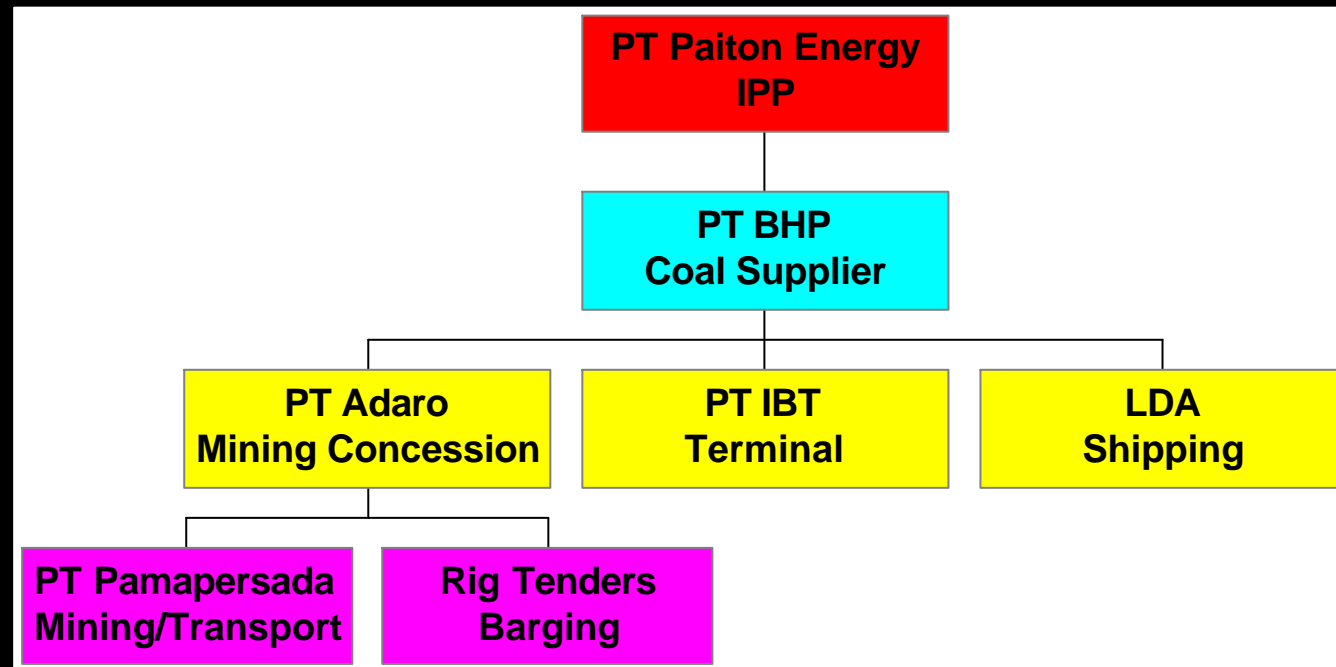 PT Paiton Energy
IPP
PT BHP
Coal Supplier
PT Adaro
Mining Concession
PT IBT
Terminal
LDA
Shipping
PT Pamapersada
Mining/Transport
Rig Tenders
Barging